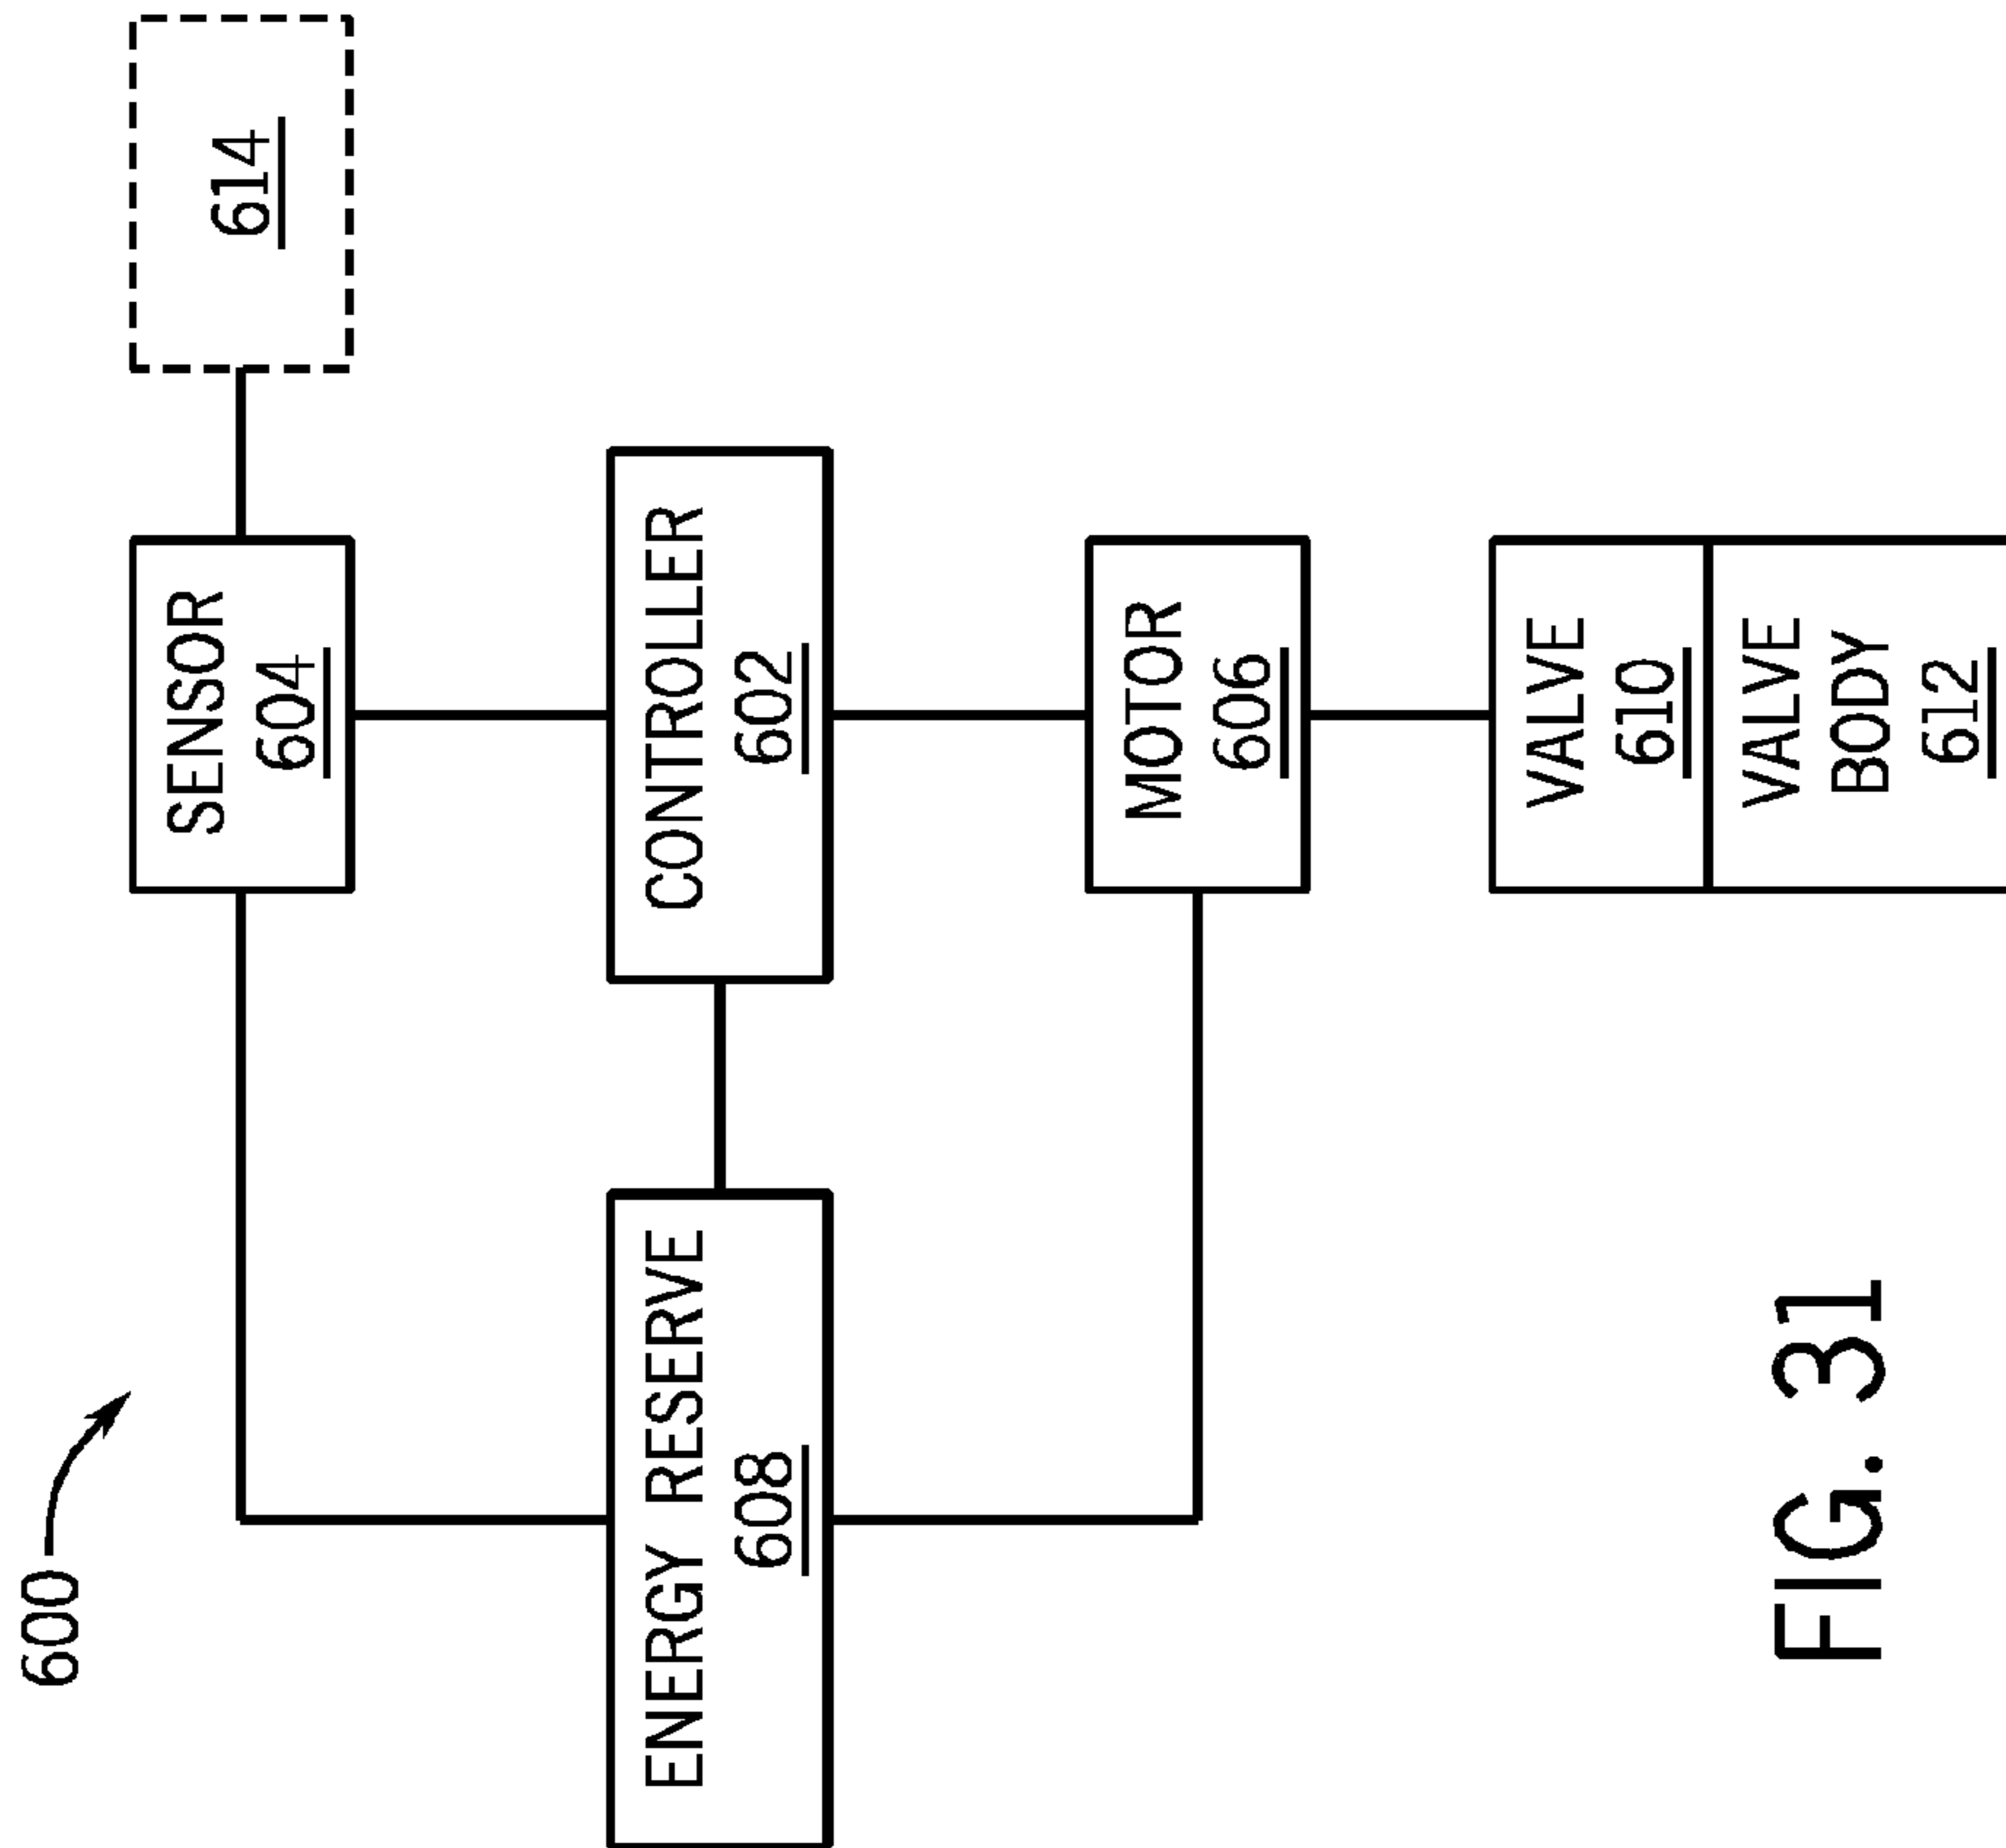 600
614
SENSOR
604
ENERGY RESERVE
608
CONTROLLER
602
MOTOR
606
VALVE
610
VALVE
BODY
612
FIG. 31